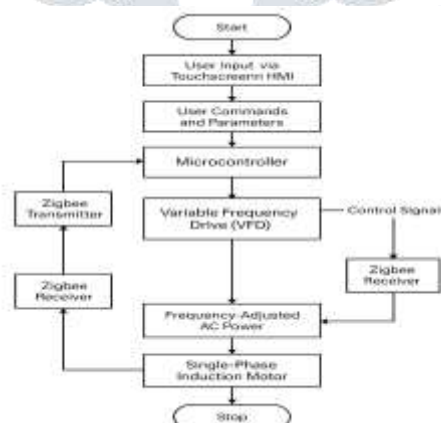 Start
User Input via
Touchscreenn HMI
User Commands
and Parameters
Microcontroller
Zigbee
Transmitter
Variable Frequency
Drive (VFD)
Control Signal
Zigbee
Receiver
Zigbee
Receiver
Frequency-Adjusted
AC Power
Single-Phase
Induction Motor
Stop